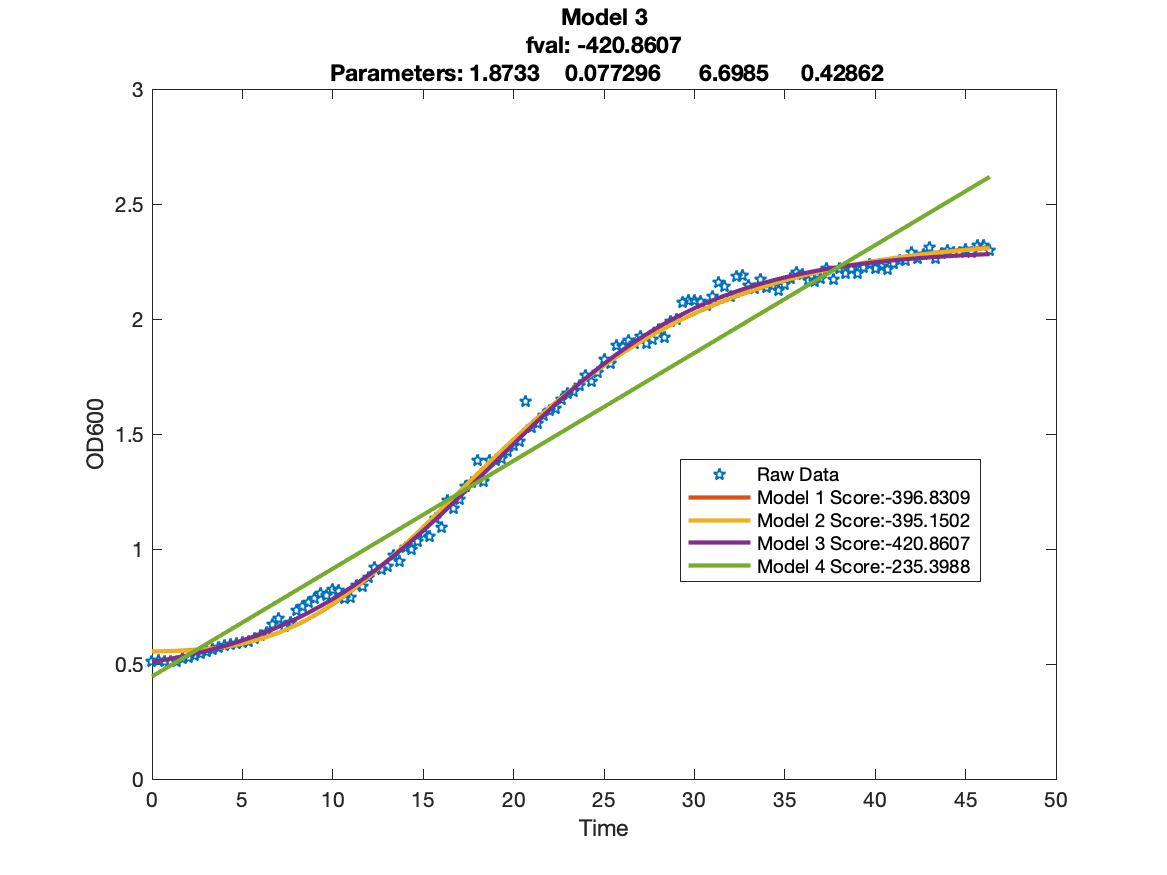 Model 3
fval: -420.8607
Parameters: 1.8733 0.077296 6.6985 0.42862
3
2.5
2
1.5
1
0.5
0
OD600
Raw Data
Model 1 Score:-396.8309
Model 2 Score:-395.1502
Model 3 Score:-420.8607
Model 4 Score:-235.3988
0 5 10 15 20 25 30 35 40 45 50
Time